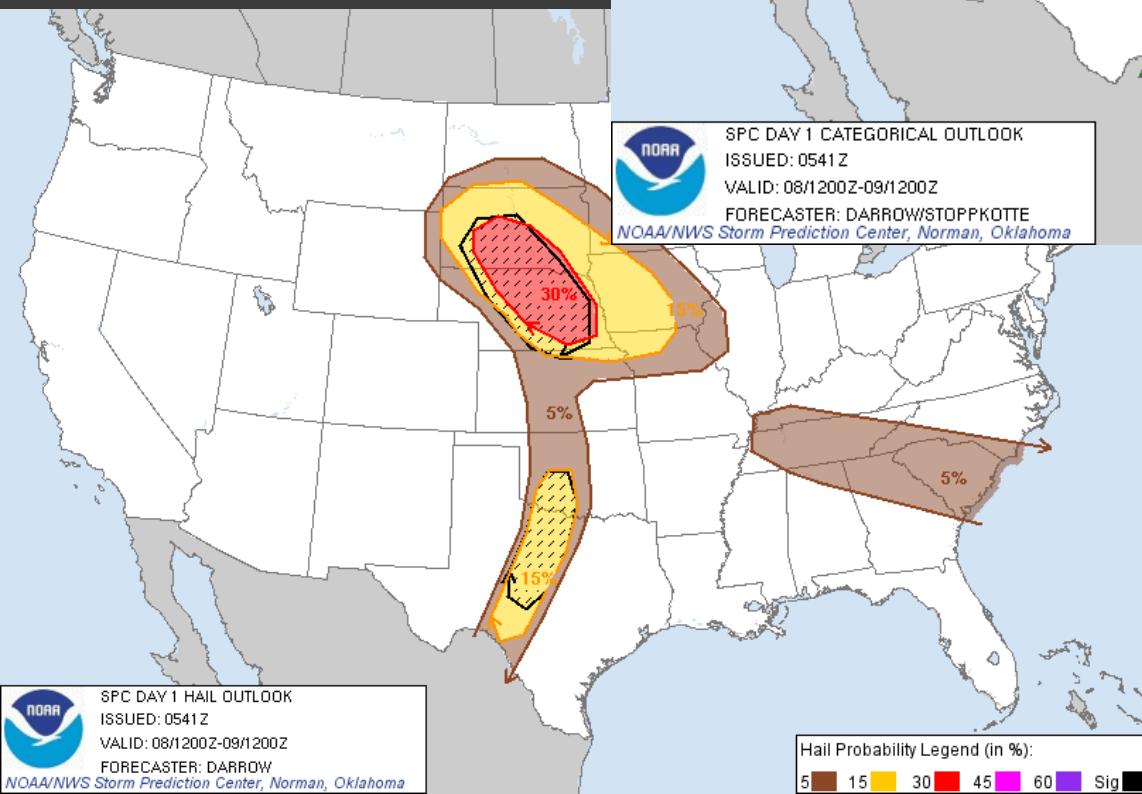 NOAA
SPC DAY 1 CATEGORICAL OUTLOOK
ISSUED: 0541Z
VALID: 08/1200Z-09/1200Z
FORECASTER: DARROW/STOPPKOTTE
NOAA/NWS Storm Prediction Center, Norman, Oklahoma
30%
15%
5%
5%
15%
NOAA
SPC DAY 1 HAIL OUTLOOK
ISSUED: 0541Z
VALID: 08/1200Z-09/1200Z
FORECASTER: DARROW
NOAA/NWS Storm Prediction Center, Norman, Oklahoma
Hail Probability Legend (in %):
5 15 30 45 60 Sig